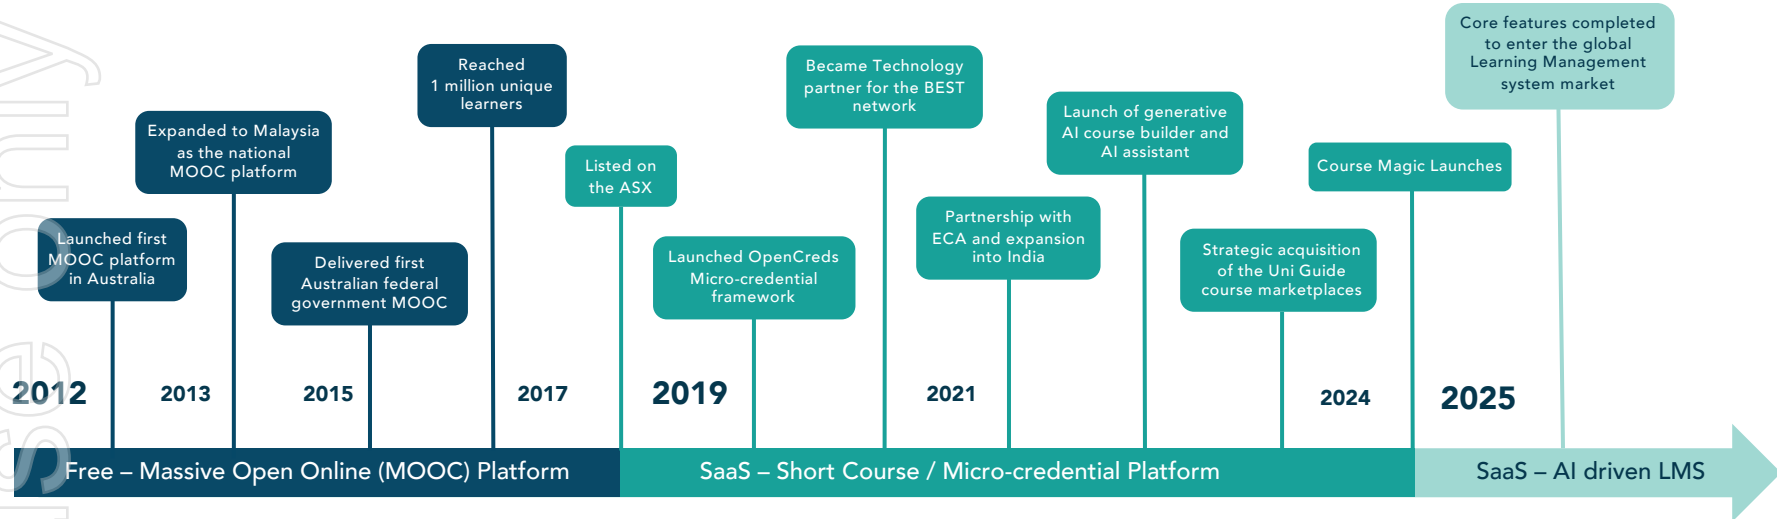 Launched first
MOOC platform
in Australia
Expanded to Malaysia
as the national
MOOC platform
Delivered first
Australian federal
government MOOC
Reached
1 million unique
learners
Listed on
the ASX
Launched OpenCreds
Micro-credential
framework
Became Technology
partner for the BEST
network
Partnership with
ECA and expansion
into India
Launch of generative
AI course builder and
AI assistant
Strategic acquisition
of the Uni Guide
course marketplaces
Course Magic Launches
Core features completed
to enter the global
Learning Management
system market
2012
2013
2015
2017
2019
2021
2024
2025
Free – Massive Open Online (MOOC) Platform
SaaS – Short Course / Micro-credential Platform
SaaS – AI driven LMS
use only